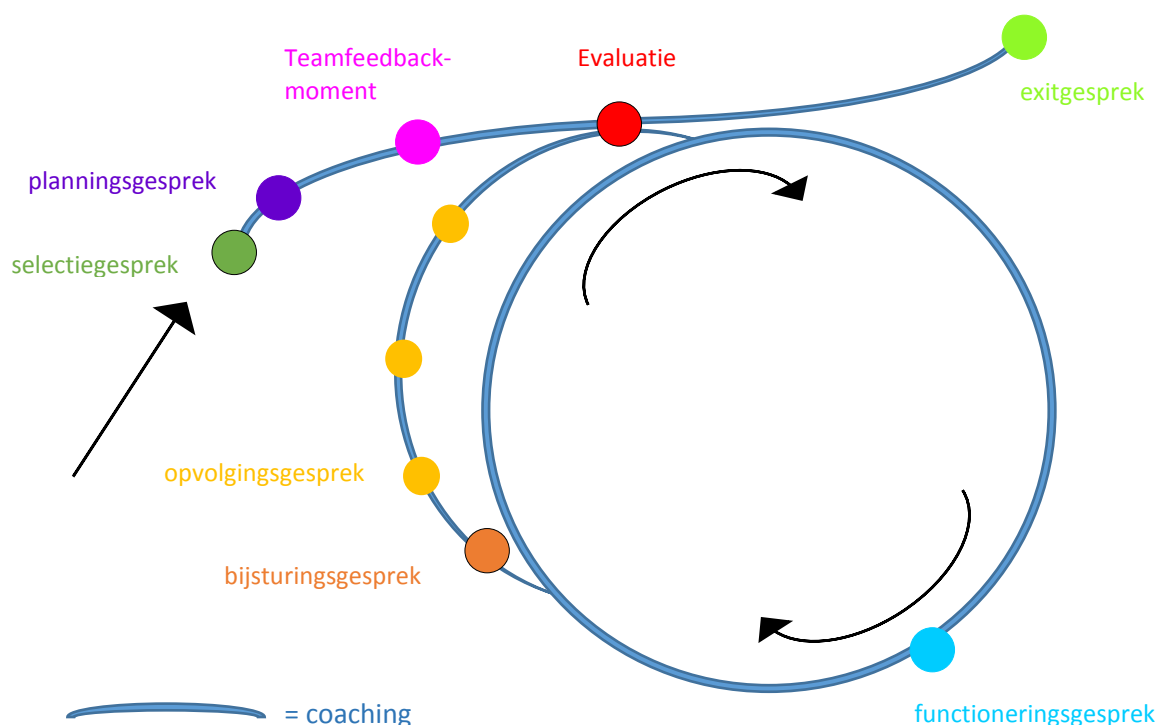 Teamfeedback-
moment
Evaluatie
exitgesprek
planningsgesprek
selectiegesprek
opvolgingsgesprek
bijsturingsgesprek
= coaching
functioneringsgesprek